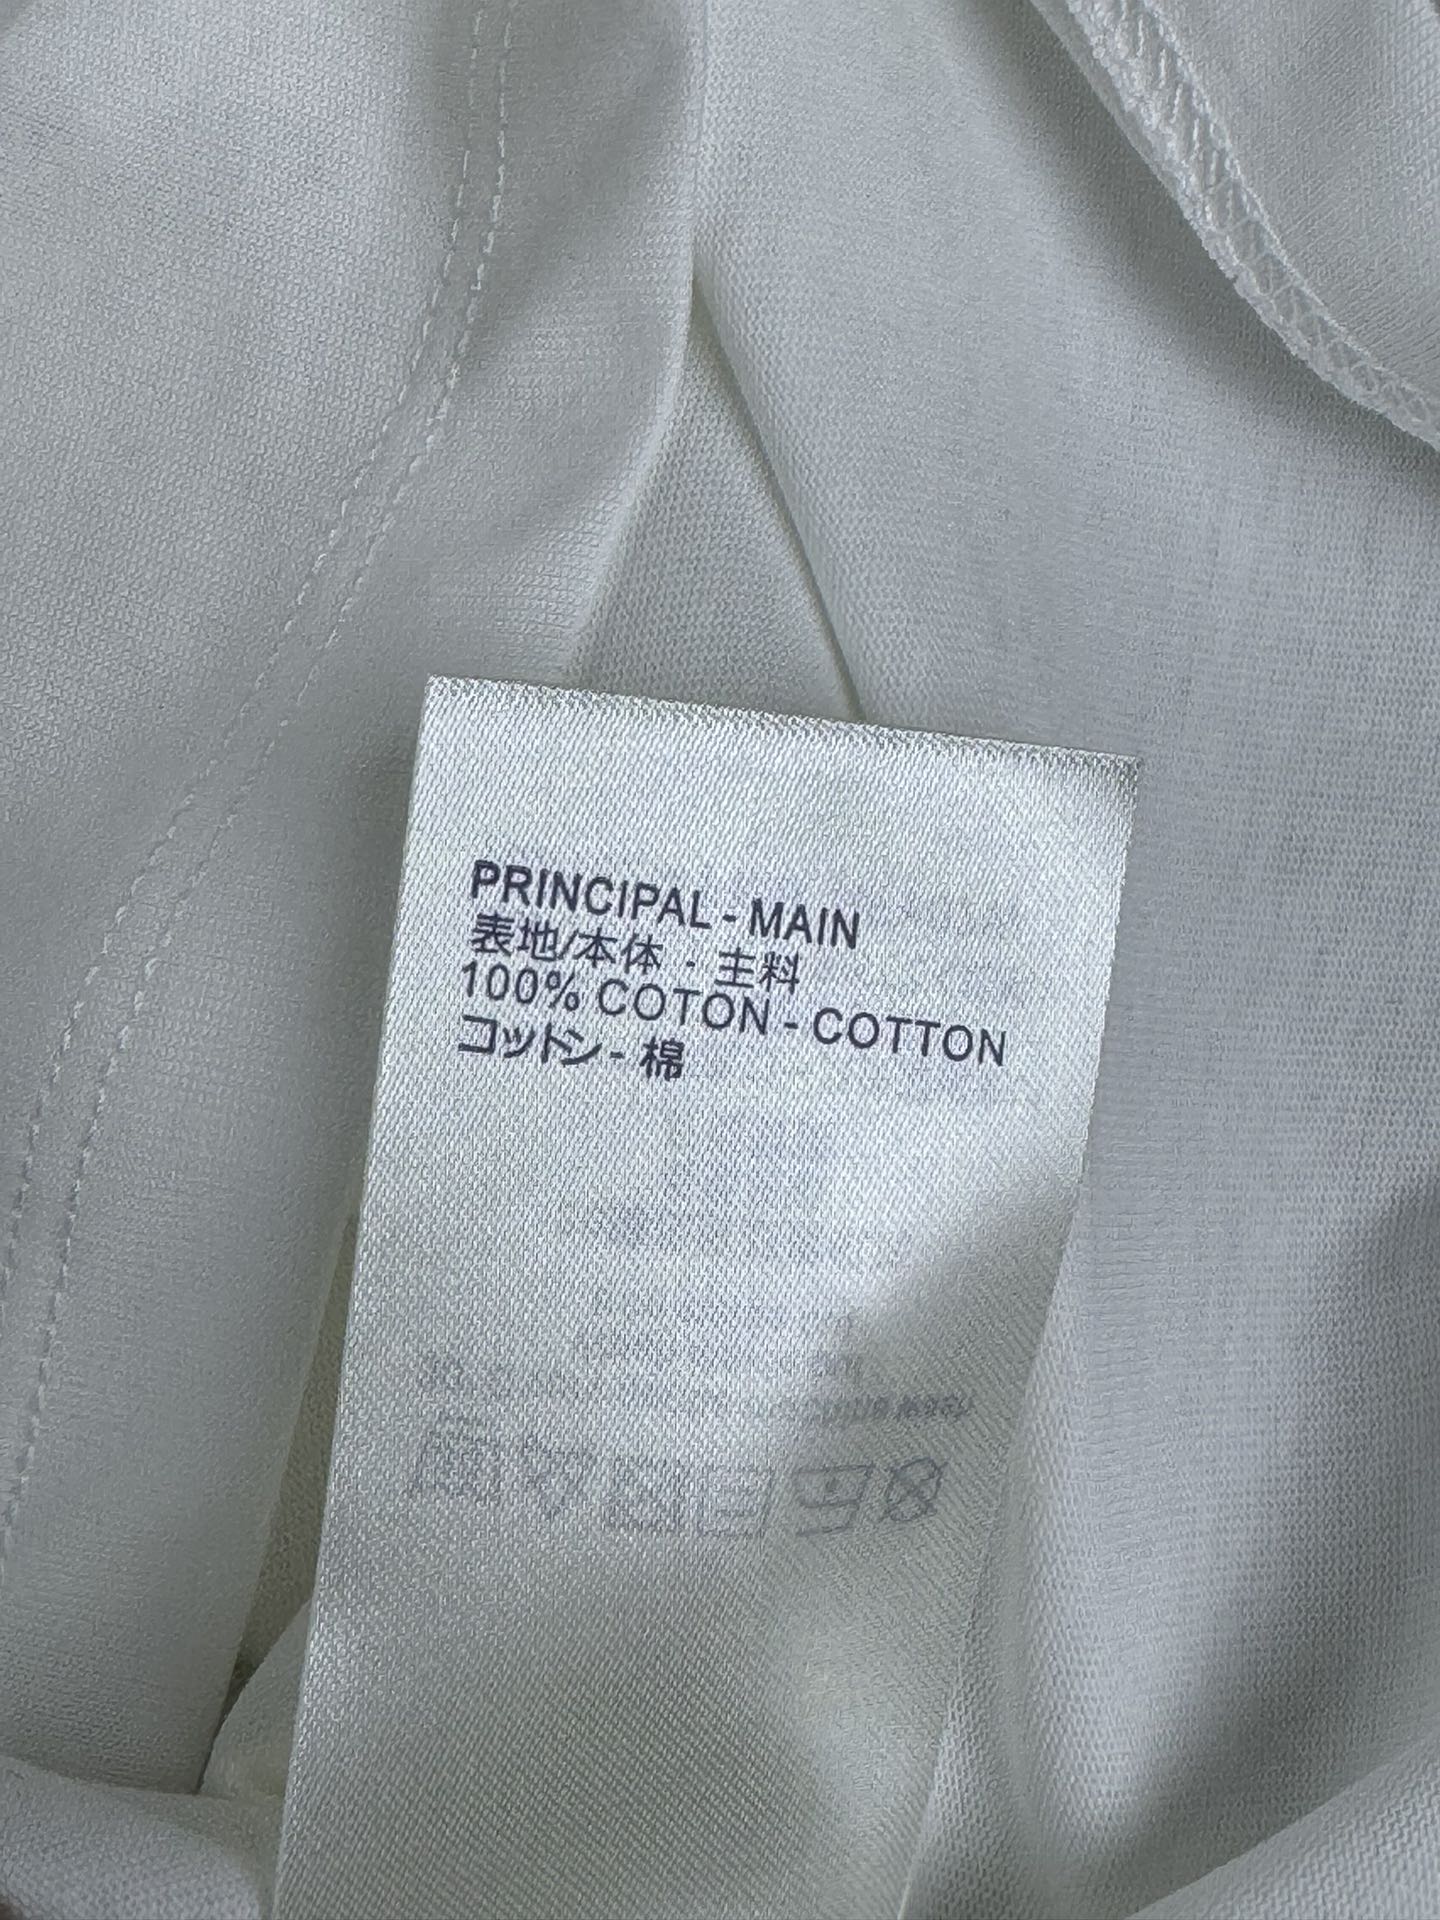 PRINCIPAL - MAIN
表地/本体 - 主料
100% COTON - COTTON
コットン - 棉